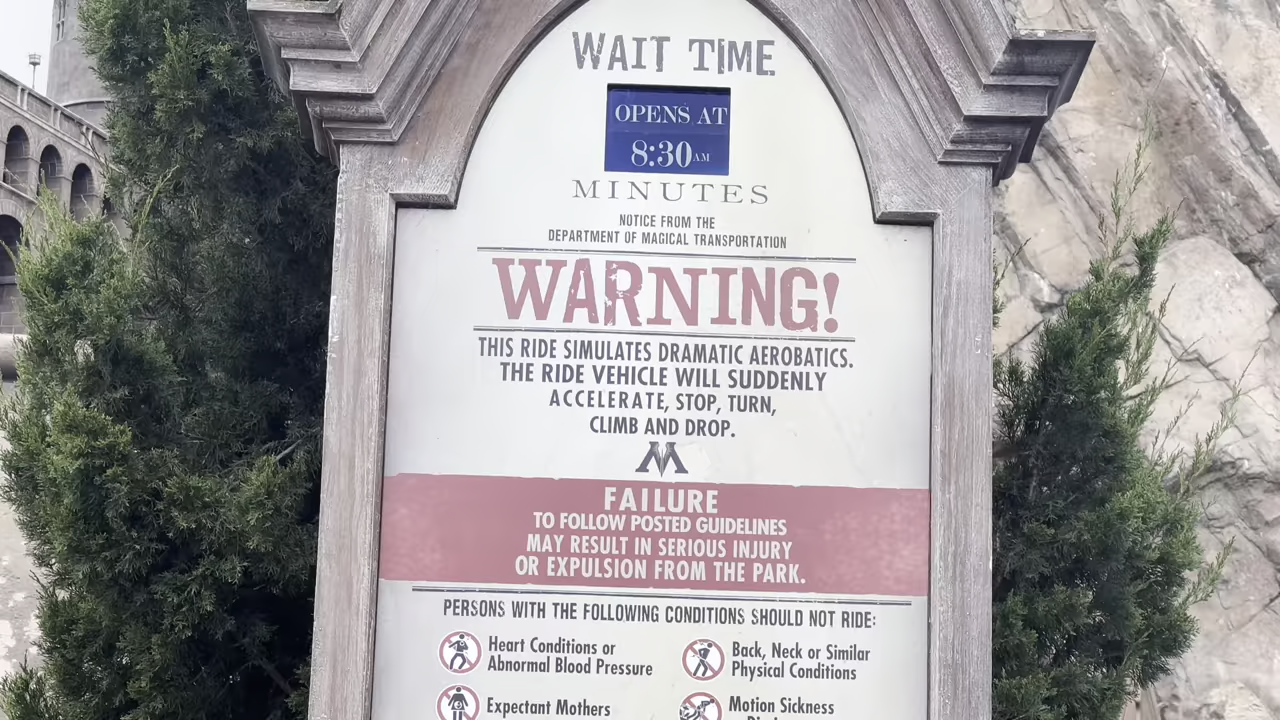 WAIT TIME
OPENS AT
8:30AM
MINUTES
NOTICE FROM THE
DEPARTMENT OF MAGICAL TRANSPORTATION
WARNING!
THIS RIDE SIMULATES DRAMATIC AEROBATICS.
THE RIDE VEHICLE WILL SUDDENLY
ACCELERATE, STOP, TURN,
CLIMB AND DROP.
M
FAILURE
TO FOLLOW POSTED GUIDELINES
MAY RESULT IN SERIOUS INJURY
OR EXPULSION FROM THE PARK.
PERSONS WITH THE FOLLOWING CONDITIONS SHOULD NOT RIDE:
Heart Conditions or
Abnormal Blood Pressure
Back, Neck or Similar
Physical Conditions
Expectant Mothers
Motion Sickness